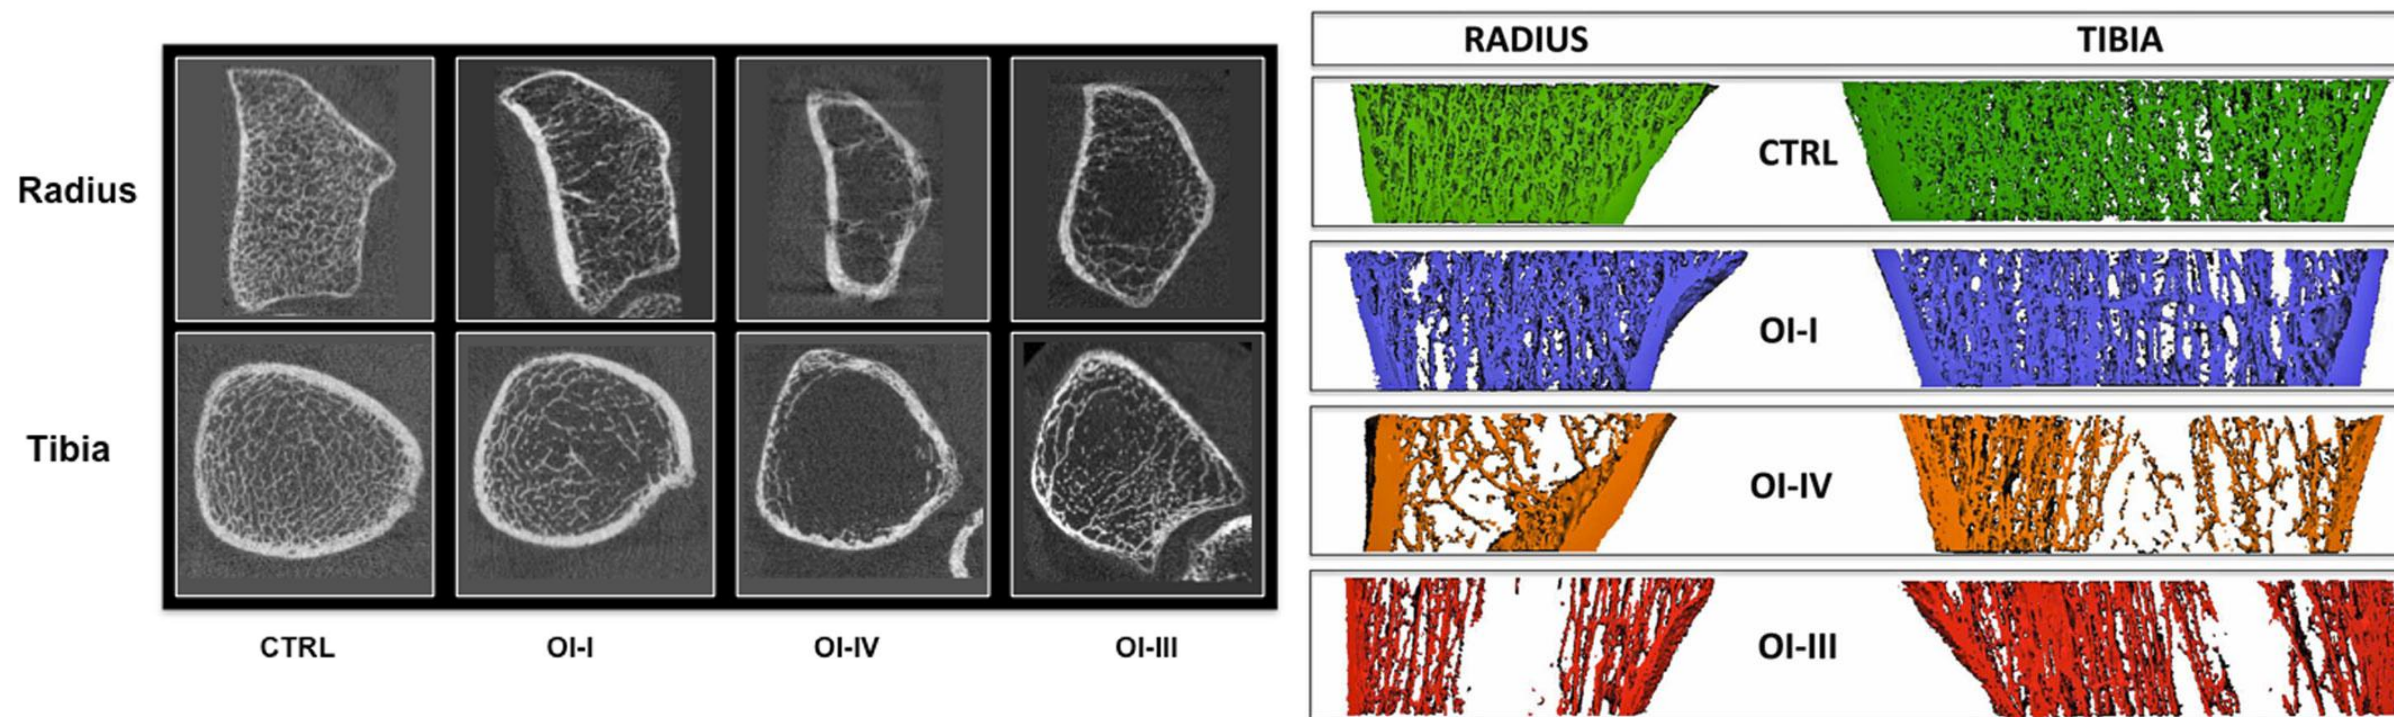 Radius
Tibia
CTRL
OI-I
OI-IV
OI-III
RADIUS
TIBIA
CTRL
OI-I
OI-IV
OI-III